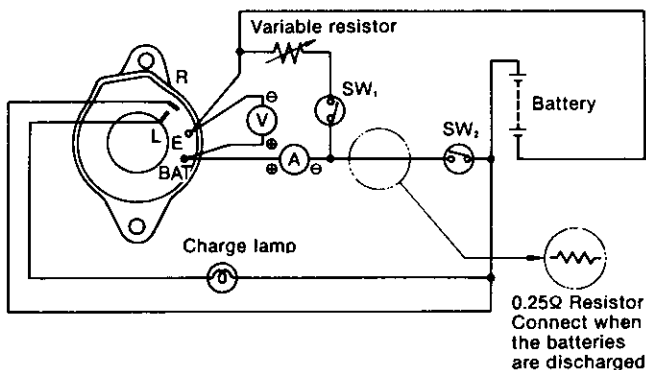 Variable resistor
R
SW₁
⊖
L
E
V
Battery
SW₂
⊕
BAT
A
⊕
⊖
Charge lamp
0.25Ω Resistor
Connect when
the batteries
are discharged